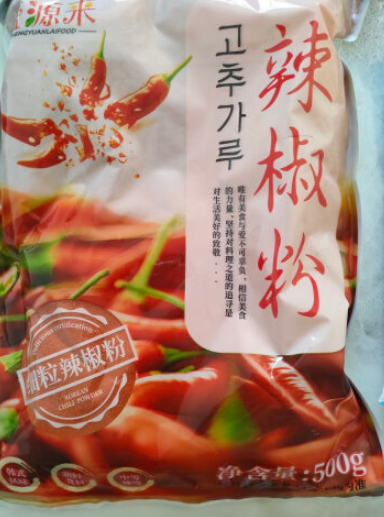 源来
ENGYUANLAIFOOD
고추가루
辣椒粉
唯有美食与爱不可辜负,相信美食
的力量,坚持对料理之道的追寻是
对生活美好的致敬...
细粒辣椒粉
KOREAN
CHILI POWDER
韩式
净含量:500g